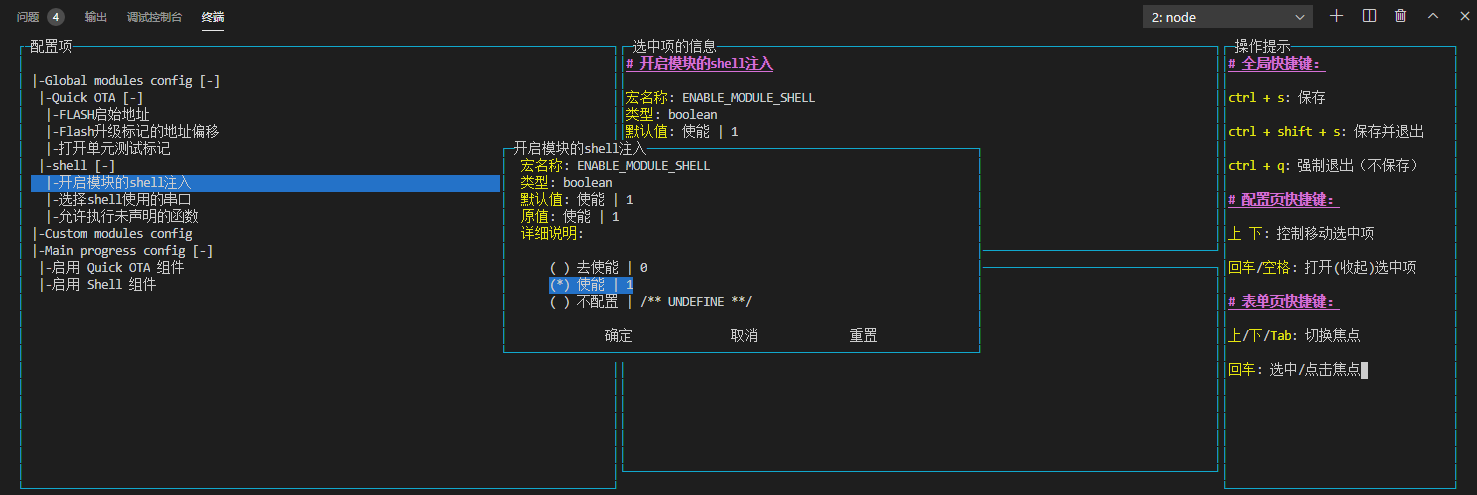 问题 4 输出 调试控制台 终端 2: node
配置项
|-Global modules config [-]
|-Quick OTA [-]
|-FLASH启始地址
|-Flash升级标记的地址偏移
|-打开单元测试标记
|-shell [-]
|-开启模块的shell注入
|-选择shell使用的串口
|-允许执行未声明的函数
|-Custom modules config
|-Main progress config [-]
|-启用 Quick OTA 组件
|-启用 Shell 组件
选中项的信息
# 开启模块的shell注入
宏名称: ENABLE_MODULE_SHELL
类型: boolean
默认值: 使能 | 1
开启模块的shell注入
宏名称: ENABLE_MODULE_SHELL
类型: boolean
默认值: 使能 | 1
原值: 使能 | 1
详细说明:
( ) 去使能 | 0
(*) 使能 | 1
( ) 不配置 | /** UNDEFINE **/
确定 取消 重置
操作提示
# 全局快捷键:
ctrl + s: 保存
ctrl + shift + s: 保存并退出
ctrl + q: 强制退出（不保存）
# 配置页快捷键:
上 下: 控制移动选中项
回车/空格: 打开(收起)选中项
# 表单页快捷键:
上/下/Tab: 切换焦点
回车: 选中/点击焦点